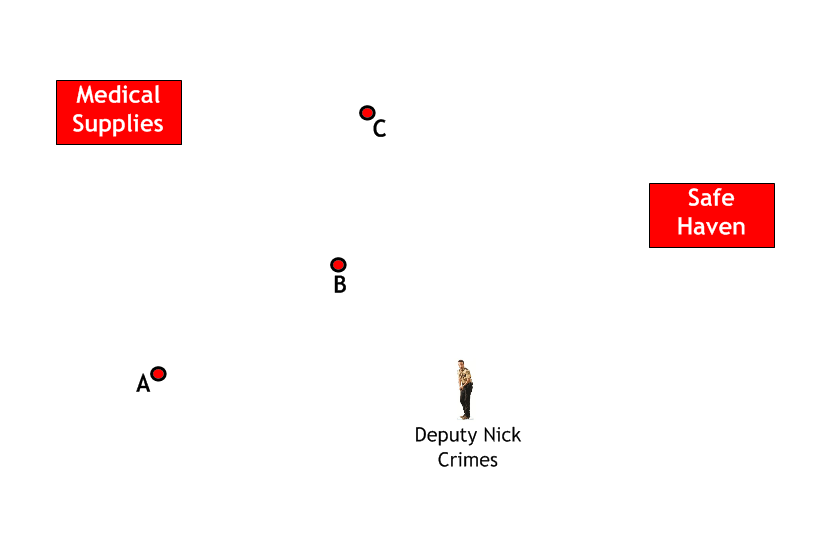 Medical
Supplies
C
Safe
Haven
B
A
Deputy Nick
Crimes